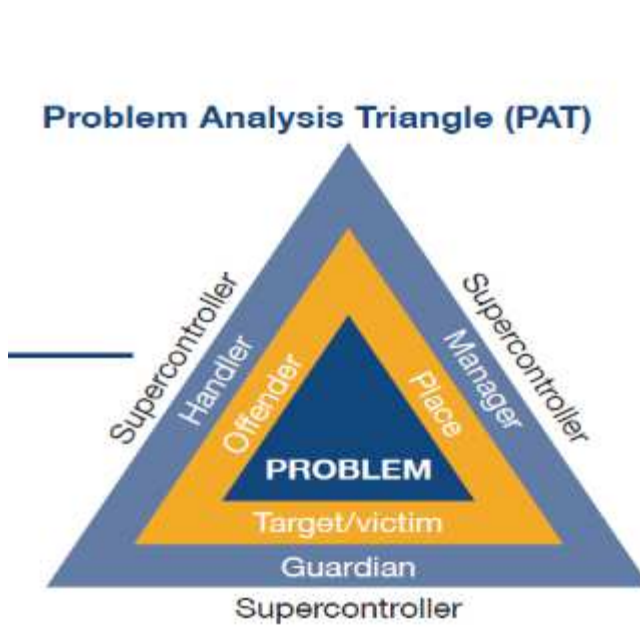 Problem Analysis Triangle (PAT)
Supercontroller
Handler
Offender
Supercontroller
Manager
Place
PROBLEM
Target/victim
Guardian
Supercontroller